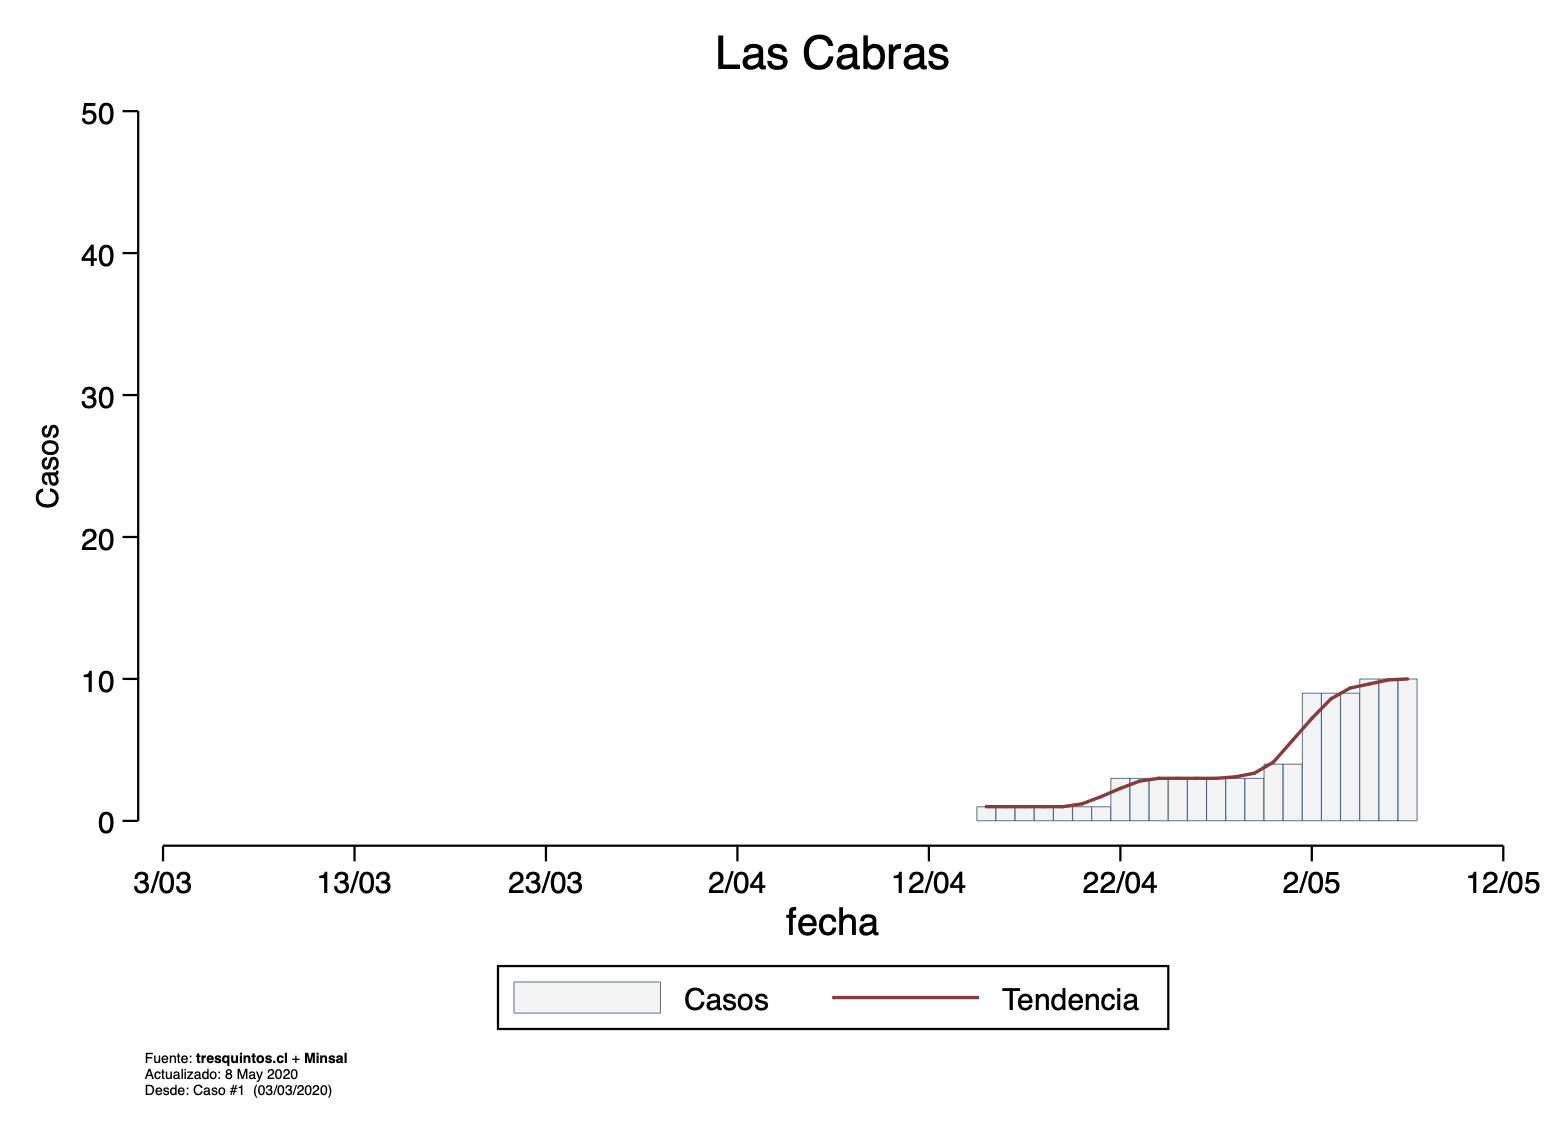 Las Cabras
50
40
30
20
10
0
Casos
3/03 13/03 23/03 2/04 12/04 22/04 2/05 12/05
fecha
Casos Tendencia
Fuente: tresquintos.cl + Minsal
Actualizado: 8 May 2020
Desde: Caso #1 (03/03/2020)